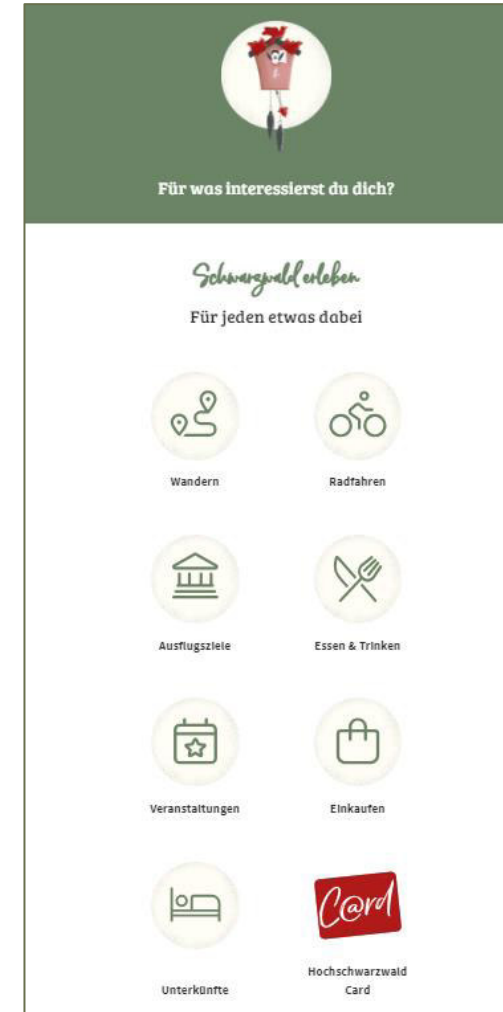 Für was interessierst du dich?
Schwarzwald erleben
Für jeden etwas dabei
Wandern
Radfahren
Ausflugsziele
Essen & Trinken
Veranstaltungen
Einkaufen
Unterkünfte
C@rd
Hochschwarzwald
Card